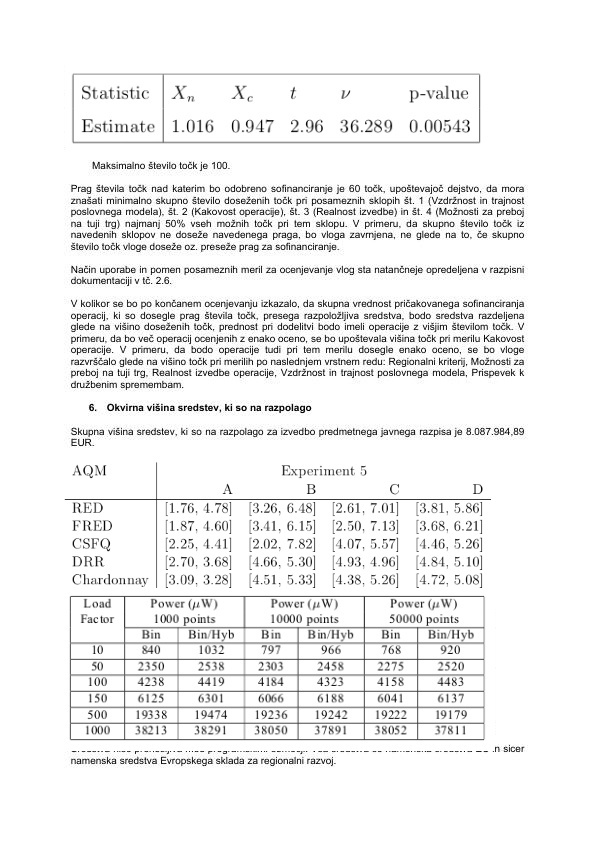 Statistic X_n X_c t ν p-value
Estimate 1.016 0.947 2.96 36.289 0.00543
Maksimalno število točk je 100.
Prag števila točk nad katerim bo odobreno sofinanciranje je 60 točk, upoštevajoč dejstvo, da mora
znašati minimalno skupno število doseženih točk pri posameznih sklopih št. 1 (Vzdržnost in trajnost
poslovnega modela), št. 2 (Kakovost operacije), št. 3 (Realnost izvedbe) in št. 4 (Možnosti za preboj
na tuji trg) najmanj 50% vseh možnih točk pri tem sklopu. V primeru, da skupno število točk iz
navedenih sklopov ne doseže navedenega praga, bo vloga zavrnjena, ne glede na to, če skupno
število točk vloge doseže oz. preseže prag za sofinanciranje.
Način uporabe in pomen posameznih meril za ocenjevanje vlog sta natančneje opredeljena v razpisni
dokumentaciji v tč. 2.6.
V kolikor se bo po končanem ocenjevanju izkazalo, da skupna vrednost pričakovanega sofinanciranja
operacij, ki so dosegle prag števila točk, presega razpoložljiva sredstva, bodo sredstva razdeljena
glede na višino doseženih točk, prednost pri dodelitvi bodo imeli operacije z višjim številom točk. V
primeru, da bo več operacij ocenjenih z enako oceno, se bo upoštevala višina točk pri merilu Kakovost
operacije. V primeru, da bodo operacije tudi pri tem merilu dosegle enako oceno, se bo vloge
razvrščalo glede na višino točk pri merilih po naslednjem vrstnem redu: Regionalni kriterij, Možnosti za
preboj na tuji trg, Realnost izvedbe operacije, Vzdržnost in trajnost poslovnega modela, Prispevek k
družbenim spremembam.
6. Okvirna višina sredstev, ki so na razpolago
Skupna višina sredstev, ki so na razpolago za izvedbo predmetnega javnega razpisa je 8.087.984,89
EUR.
AQM Experiment 5
A B C D
RED [1.76, 4.78] [3.26, 6.48] [2.61, 7.01] [3.81, 5.86]
FRED [1.87, 4.60] [3.41, 6.15] [2.50, 7.13] [3.68, 6.21]
CSFQ [2.25, 4.41] [2.02, 7.82] [4.07, 5.57] [4.46, 5.26]
DRR [2.70, 3.68] [4.66, 5.30] [4.93, 4.96] [4.84, 5.10]
Chardonnay [3.09, 3.28] [4.51, 5.33] [4.38, 5.26] [4.72, 5.08]
Load Power (μW) Power (μW) Power (μW)
Factor 1000 points 10000 points 50000 points
Bin Bin/Hyb Bin Bin/Hyb Bin Bin/Hyb
10 840 1032 797 966 768 920
50 2350 2538 2303 2458 2275 2520
100 4238 4419 4184 4323 4158 4483
150 6125 6301 6066 6188 6041 6137
500 19338 19474 19236 19242 19222 19179
1000 38213 38291 38050 37891 38052 37811
in sicer
namenska sredstva Evropskega sklada za regionalni razvoj.